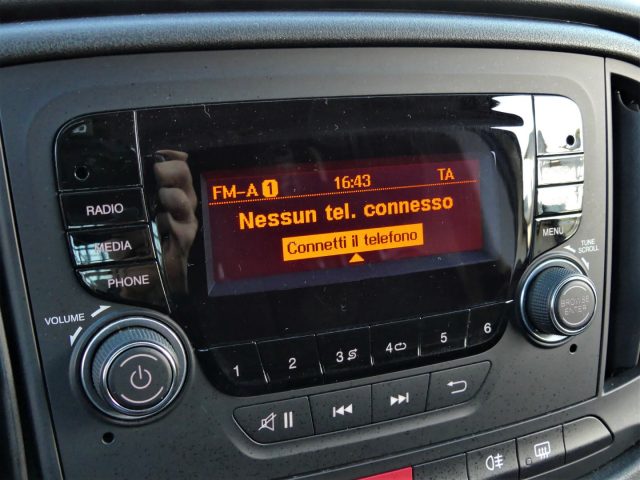 FM-A 1 16:43 TA
Nessun tel. connesso
Connetti il telefono
RADIO
MEDIA
PHONE
VOLUME
MENU
TUNE
SCROLL
BROWSE
ENTER
1 2 3 4 5 6